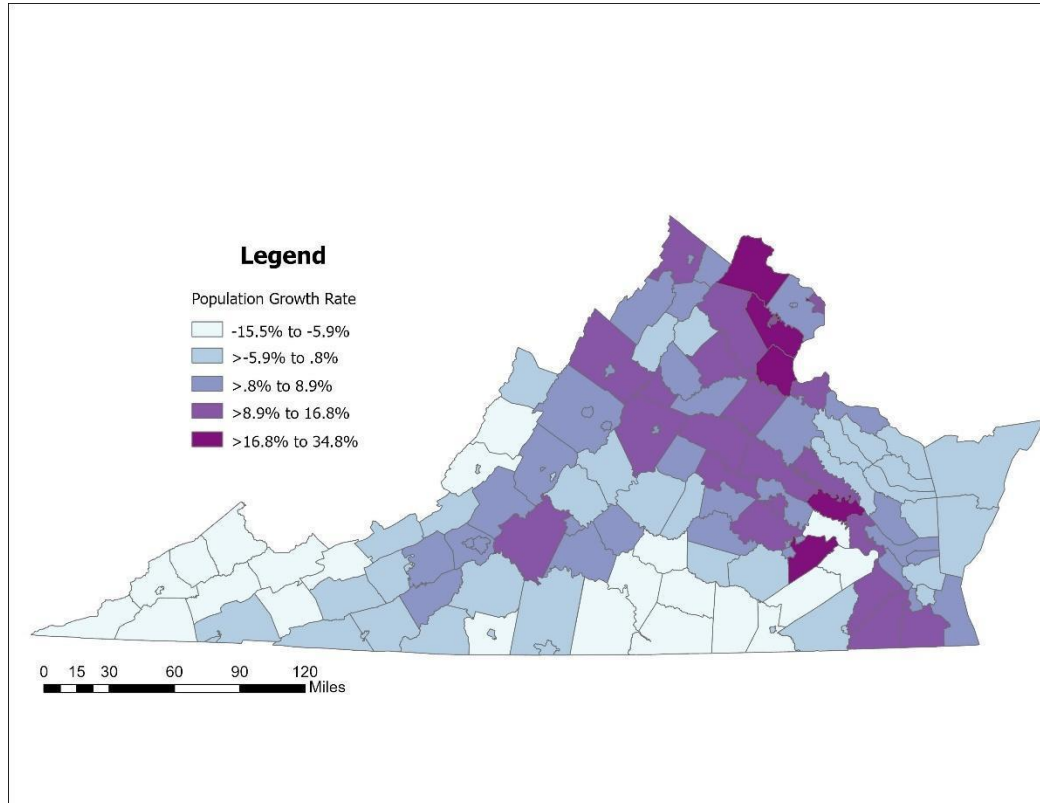 Legend
Population Growth Rate
-15.5% to -5.9%
>-5.9% to .8%
>.8% to 8.9%
>8.9% to 16.8%
>16.8% to 34.8%
0 15 30 60 90 120
Miles